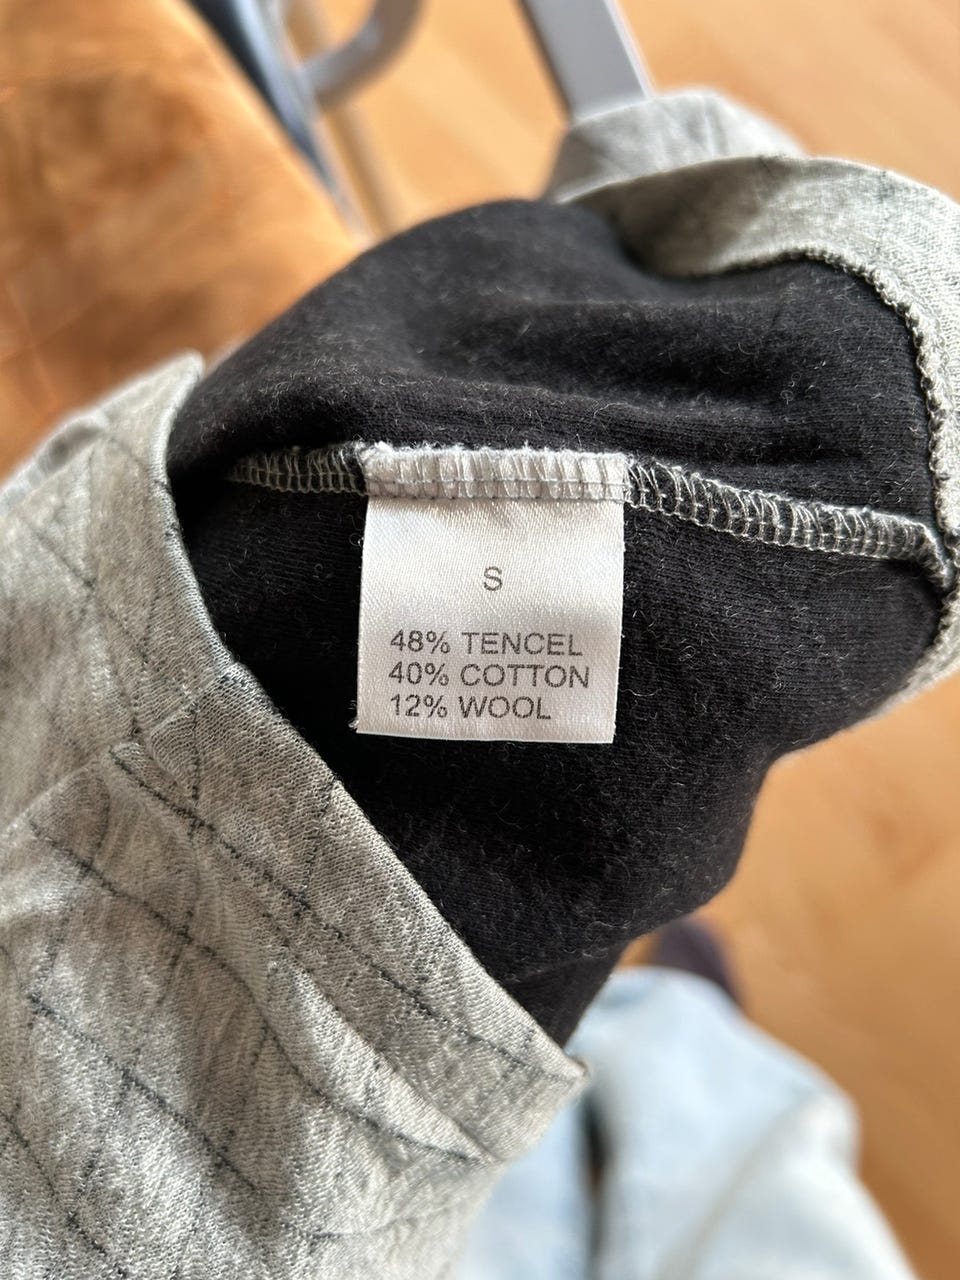 S
48% TENCEL
40% COTTON
12% WOOL